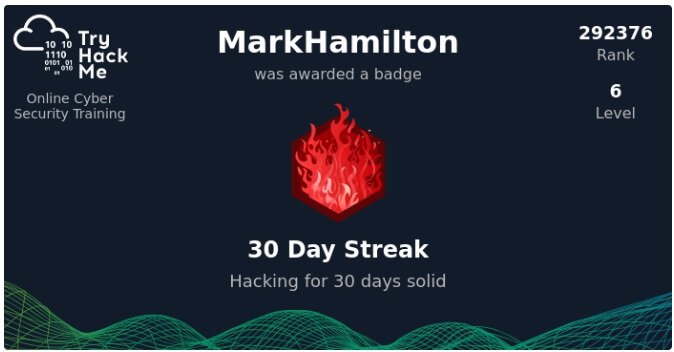 Try
Hack
Me
10 10
1110
0101 01
01 010
01
Online Cyber
Security Training
MarkHamilton
was awarded a badge
292376
Rank
6
Level
30 Day Streak
Hacking for 30 days solid